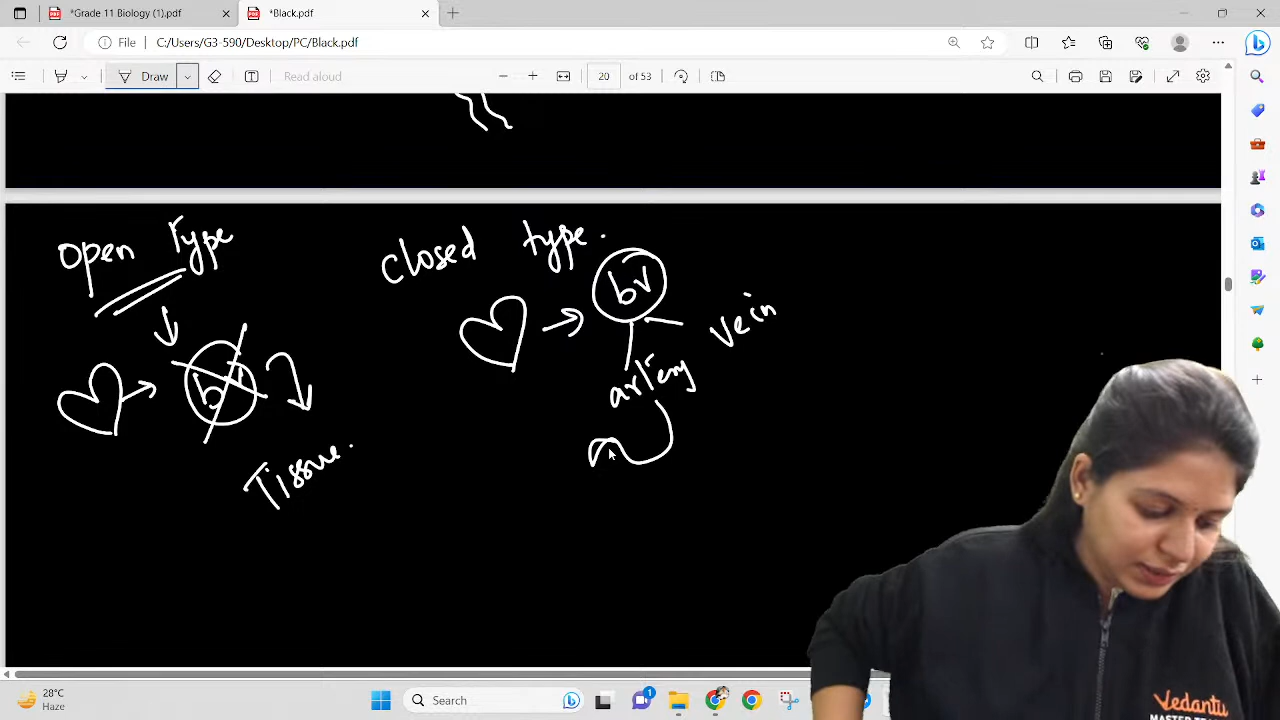 *Grade 11 Biology (1).pdf
*Black.pdf
File C:/Users/G3-590/Desktop/PC/Black.pdf
Draw
Read aloud
20 of 53
open Type
closed type.
bv
vein
artery
bv
Tissue.
Vedantu
28°C
Haze
Search
1